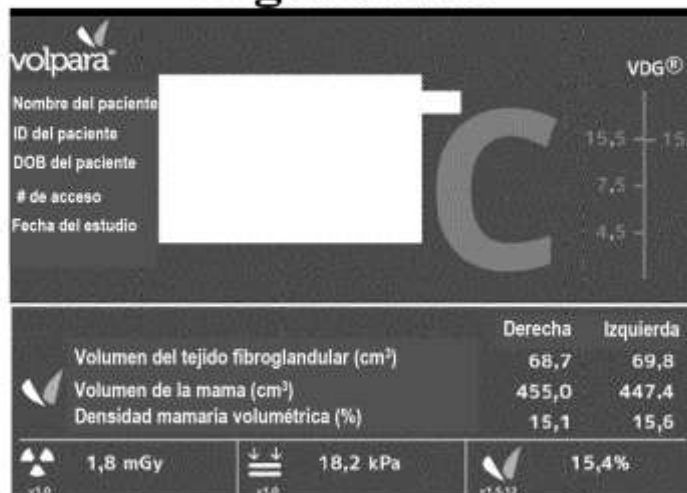 volpara
VDG®
Nombre del paciente
ID del paciente
DOB del paciente
# de acceso
Fecha del estudio
C
15,5 15
7,5
4,5
Derecha Izquierda
Volumen del tejido fibroglandular (cm³) 68,7 69,8
Volumen de la mama (cm³) 455,0 447.4
Densidad mamaria volumétrica (%) 15,1 15,6
1,8 mGy 18,2 kPa 15,4%